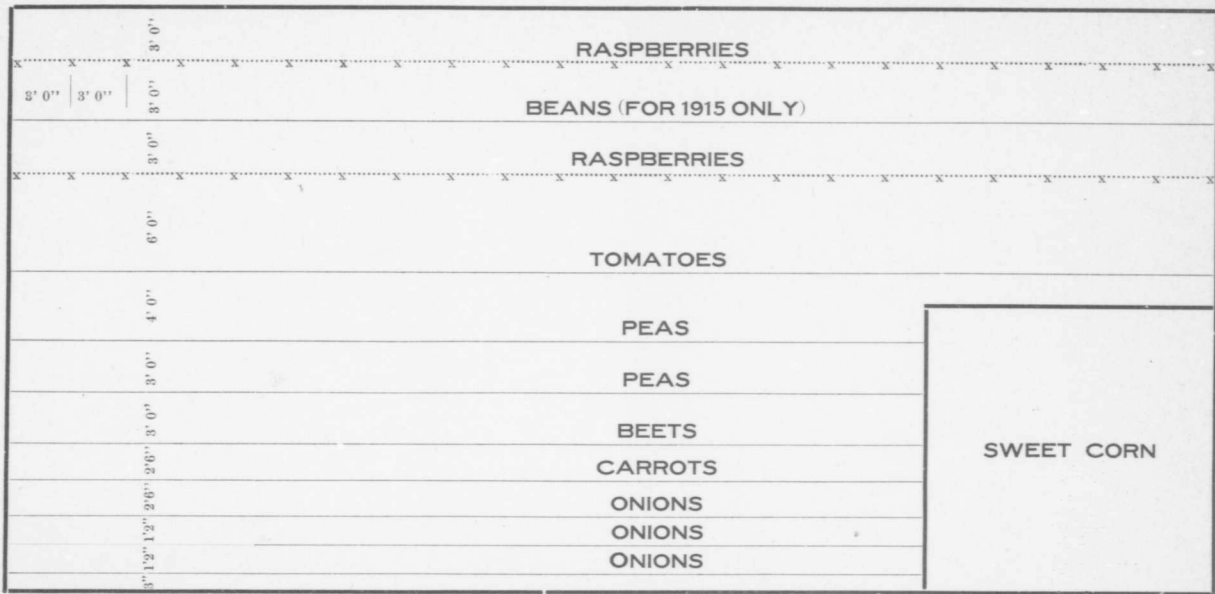 3' 0"
RASPBERRIES
x x x x x x x x x x x x x x x x x x x x x x x
3' 0" 3' 0" 3' 0"
BEANS (FOR 1915 ONLY)
3' 0"
RASPBERRIES
x x x x x x x x x x x x x x x x x x x x x x x
6' 0"
TOMATOES
4' 0"
PEAS
3' 0"
PEAS
3' 0"
BEETS
2'6"
CARROTS
2'6"
ONIONS
1'2"
ONIONS
1'2"
ONIONS
3"
SWEET CORN